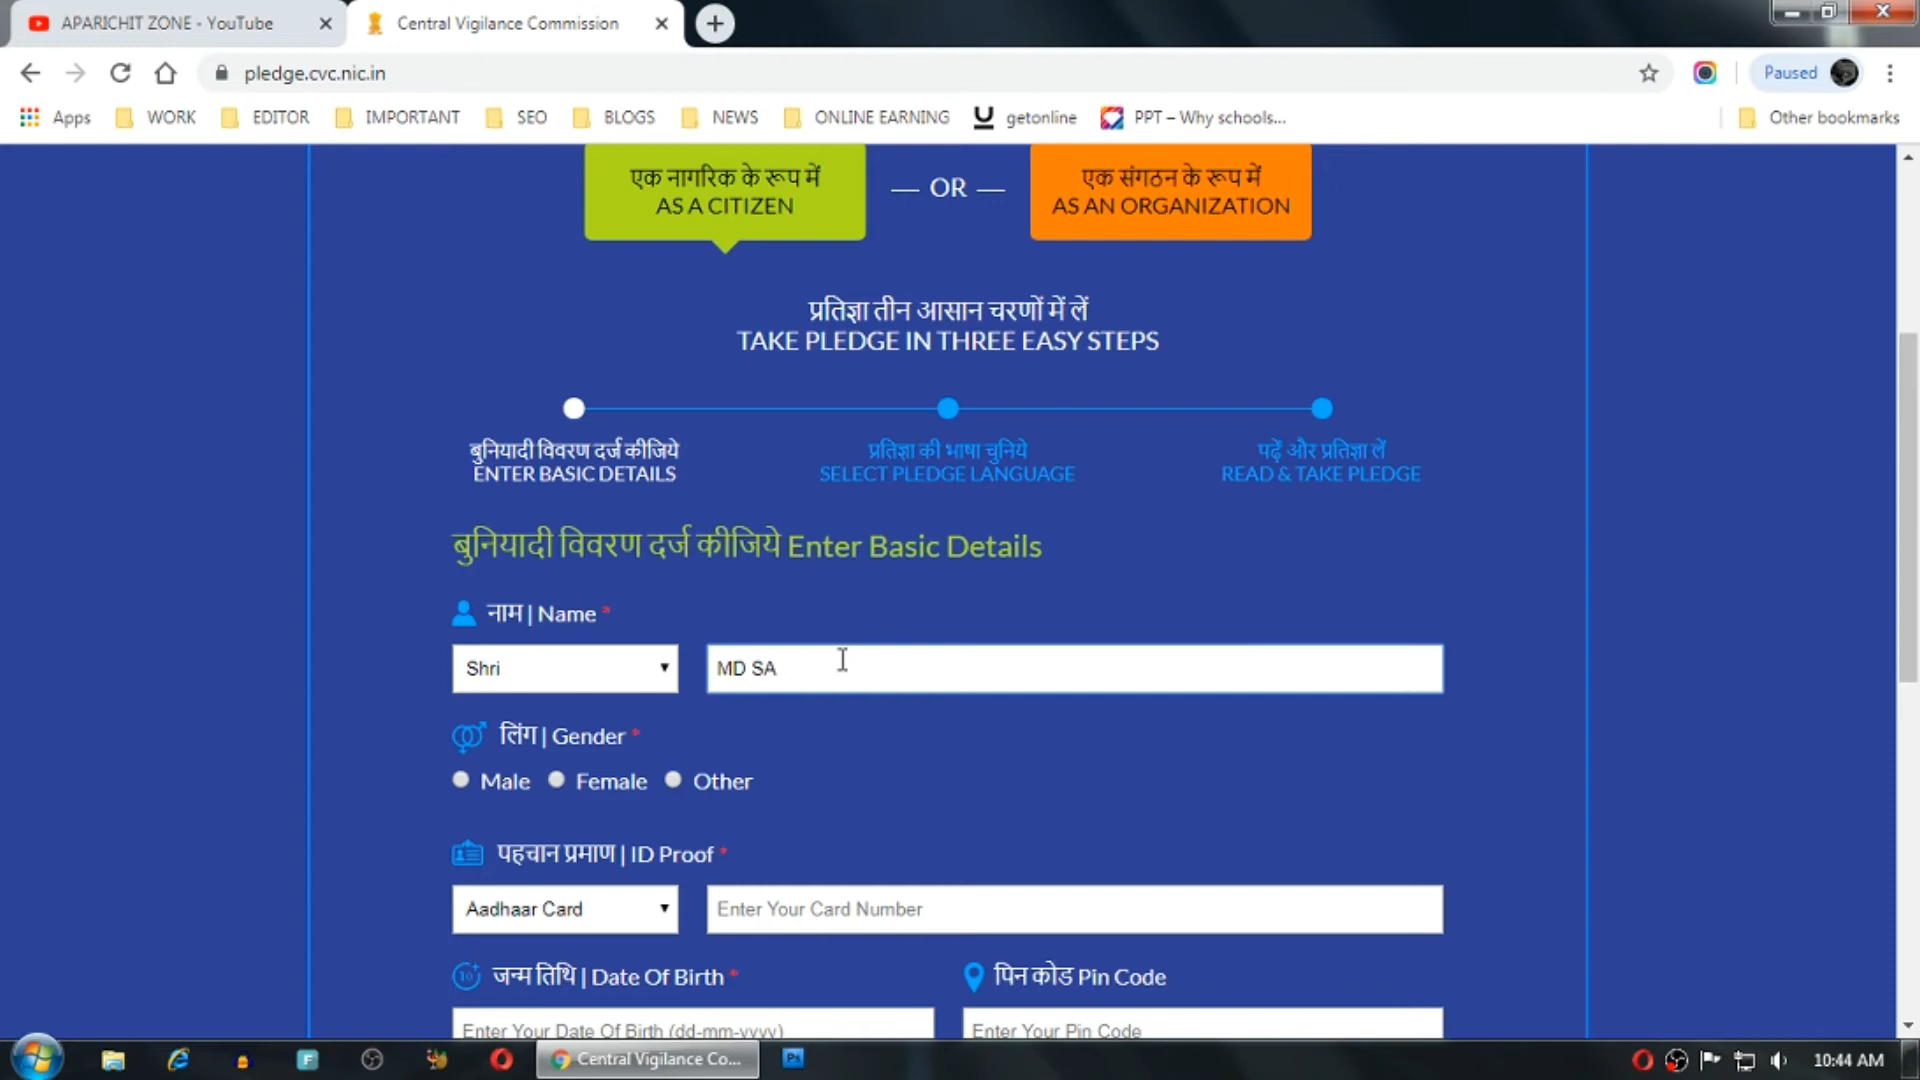 APARICHIT ZONE - YouTube
Central Vigilance Commission
pledge.cvc.nic.in
Paused
Apps
WORK
EDITOR
IMPORTANT
SEO
BLOGS
NEWS
ONLINE EARNING
getonline
PPT – Why schools...
Other bookmarks
एक नागरिक के रूप में
AS A CITIZEN
— OR —
एक संगठन के रूप में
AS AN ORGANIZATION
प्रतिज्ञा तीन आसान चरणों में लें
TAKE PLEDGE IN THREE EASY STEPS
बुनियादी विवरण दर्ज कीजिये
ENTER BASIC DETAILS
प्रतिज्ञा की भाषा चुनिये
SELECT PLEDGE LANGUAGE
पढ़ें और प्रतिज्ञा लें
READ & TAKE PLEDGE
बुनियादी विवरण दर्ज कीजिये Enter Basic Details
नाम | Name *
Shri
MD SA
लिंग | Gender *
Male
Female
Other
पहचान प्रमाण | ID Proof *
Aadhaar Card
Enter Your Card Number
जन्म तिथि | Date Of Birth *
पिन कोड Pin Code
Enter Your Date Of Birth (dd-mm-yyyy)
Enter Your Pin Code
Central Vigilance Co...
Ps
10:44 AM